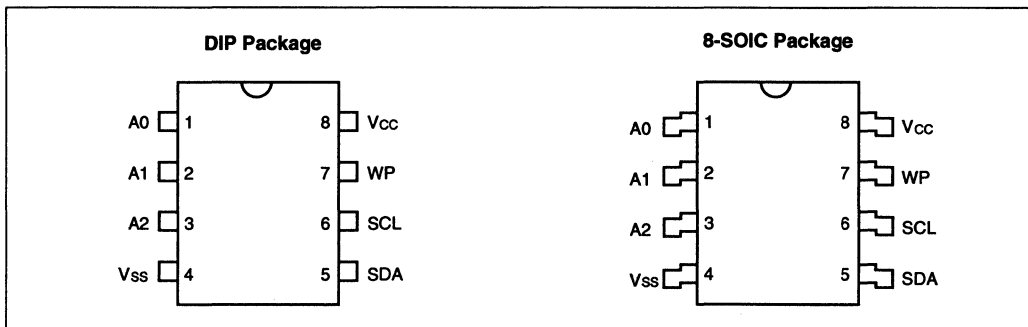 DIP Package
A0 1 8 VCC
A1 2 7 WP
A2 3 6 SCL
VSS 4 5 SDA
8-SOIC Package
A0 1 8 VCC
A1 2 7 WP
A2 3 6 SCL
VSS 4 5 SDA